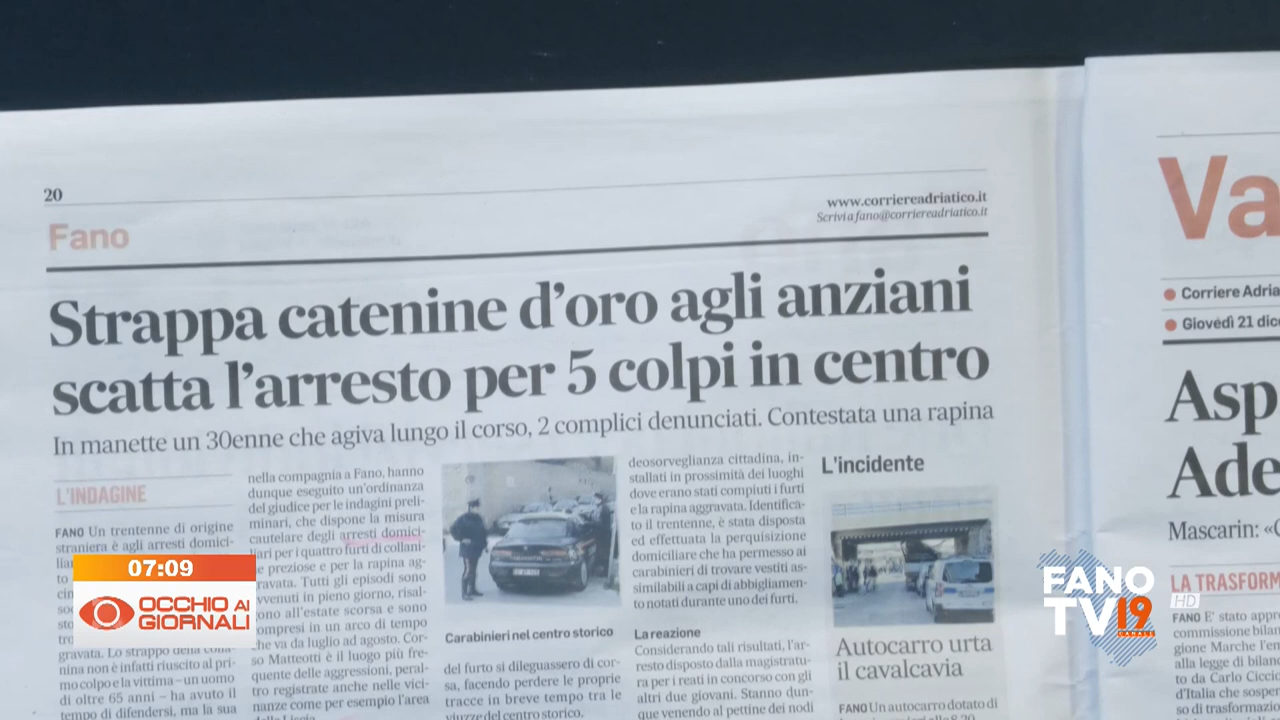 20
Fano
www.corriereadriatico.it
Scrivi a fano@corriereadriatico.it
Strappa catenine d'oro agli anziani
scatta l'arresto per 5 colpi in centro
In manette un 30enne che agiva lungo il corso, 2 complici denunciati. Contestata una rapina
L'INDAGINE
FANO Un trentenne di origine
straniera è agli arresti domici-
gravata. Lo strappo della
nina non è infatti riuscito al pri-
mo colpo e la vittima – un uomo
di oltre 65 anni – ha avuto il
tempo di difendersi, ma la sua
nella compagnia a Fano, hanno
dunque eseguito un'ordinanza
del giudice per le indagini preli-
minari, che dispone la misura
cautelare degli arresti domici-
liari per i quattro furti di collani-
ne preziose e per la rapina ag-
gravata. Tutti gli episodi sono
avvenuti in pieno giorno, risal-
gono all'estate scorsa e sono
compresi in un arco di tempo
che va da luglio ad agosto. Cor-
so Matteotti è il luogo più fre-
quente delle aggressioni, peral-
tro registrate anche nelle vici-
nanze come per esempio l'area
Carabinieri nel centro storico
del furto si dileguassero di cor-
sa, facendo perdere le proprie
tracce in breve tempo tra le
viuzze del centro storico.
deosorveglianza cittadina, in-
stallati in prossimità dei luoghi
dove erano stati compiuti i furti
e la rapina aggravata. Identifica-
to il trentenne, è stata disposta
ed effettuata la perquisizione
domiciliare che ha permesso ai
carabinieri di trovare vestiti as-
similabili a capi di abbigliamen-
to notati durante uno dei furti.
La reazione
Considerando tali risultati, l'ar-
resto disposto dalla magistratu-
ra per i reati in concorso con gli
altri due giovani. Stanno dun-
que venendo al pettine dei nodi
L'incidente
Autocarro urta
il cavalcavia
FANO Un autocarro dotato di
Va
Corriere Adria
Giovedì 21 dice
Asp
Ade
Mascarin: «
LA TRASFORM
FANO E' stato appro
commissione bilan
gione Marche l'em
alla legge di bilan
to da Carlo Ciccio
d'Italia che sospen
so di trasformazio
07:09
OCCHIO AI
GIORNALI
FANO
TV19
CANALE
HD